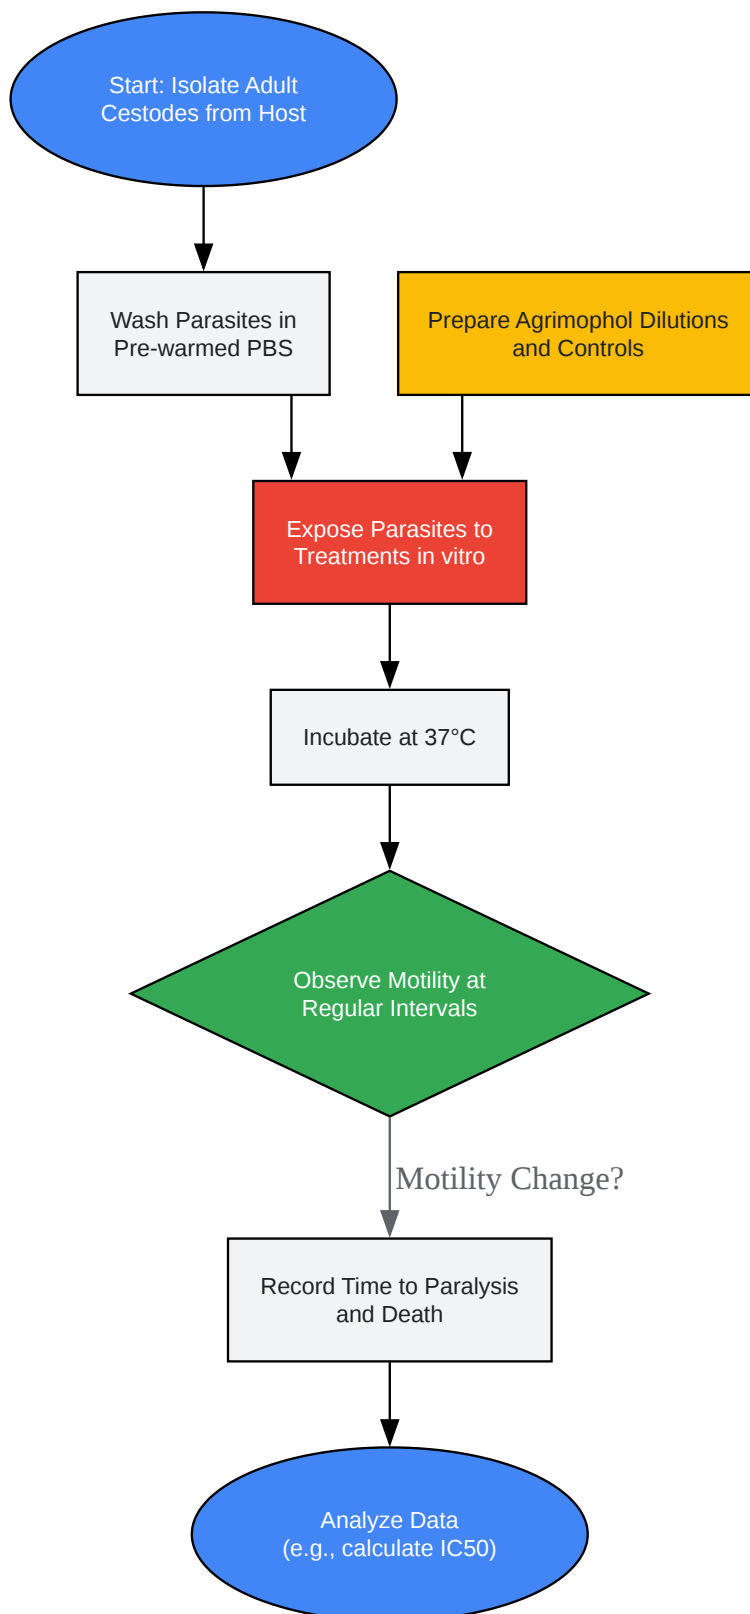 Start: Isolate Adult
Cestodes from Host
Wash Parasites in
Pre-warmed PBS
Prepare Agrimophol Dilutions
and Controls
Expose Parasites to
Treatments in vitro
Incubate at 37°C
Observe Motility at
Regular Intervals
Motility Change?
Record Time to Paralysis
and Death
Analyze Data
(e.g., calculate IC50)